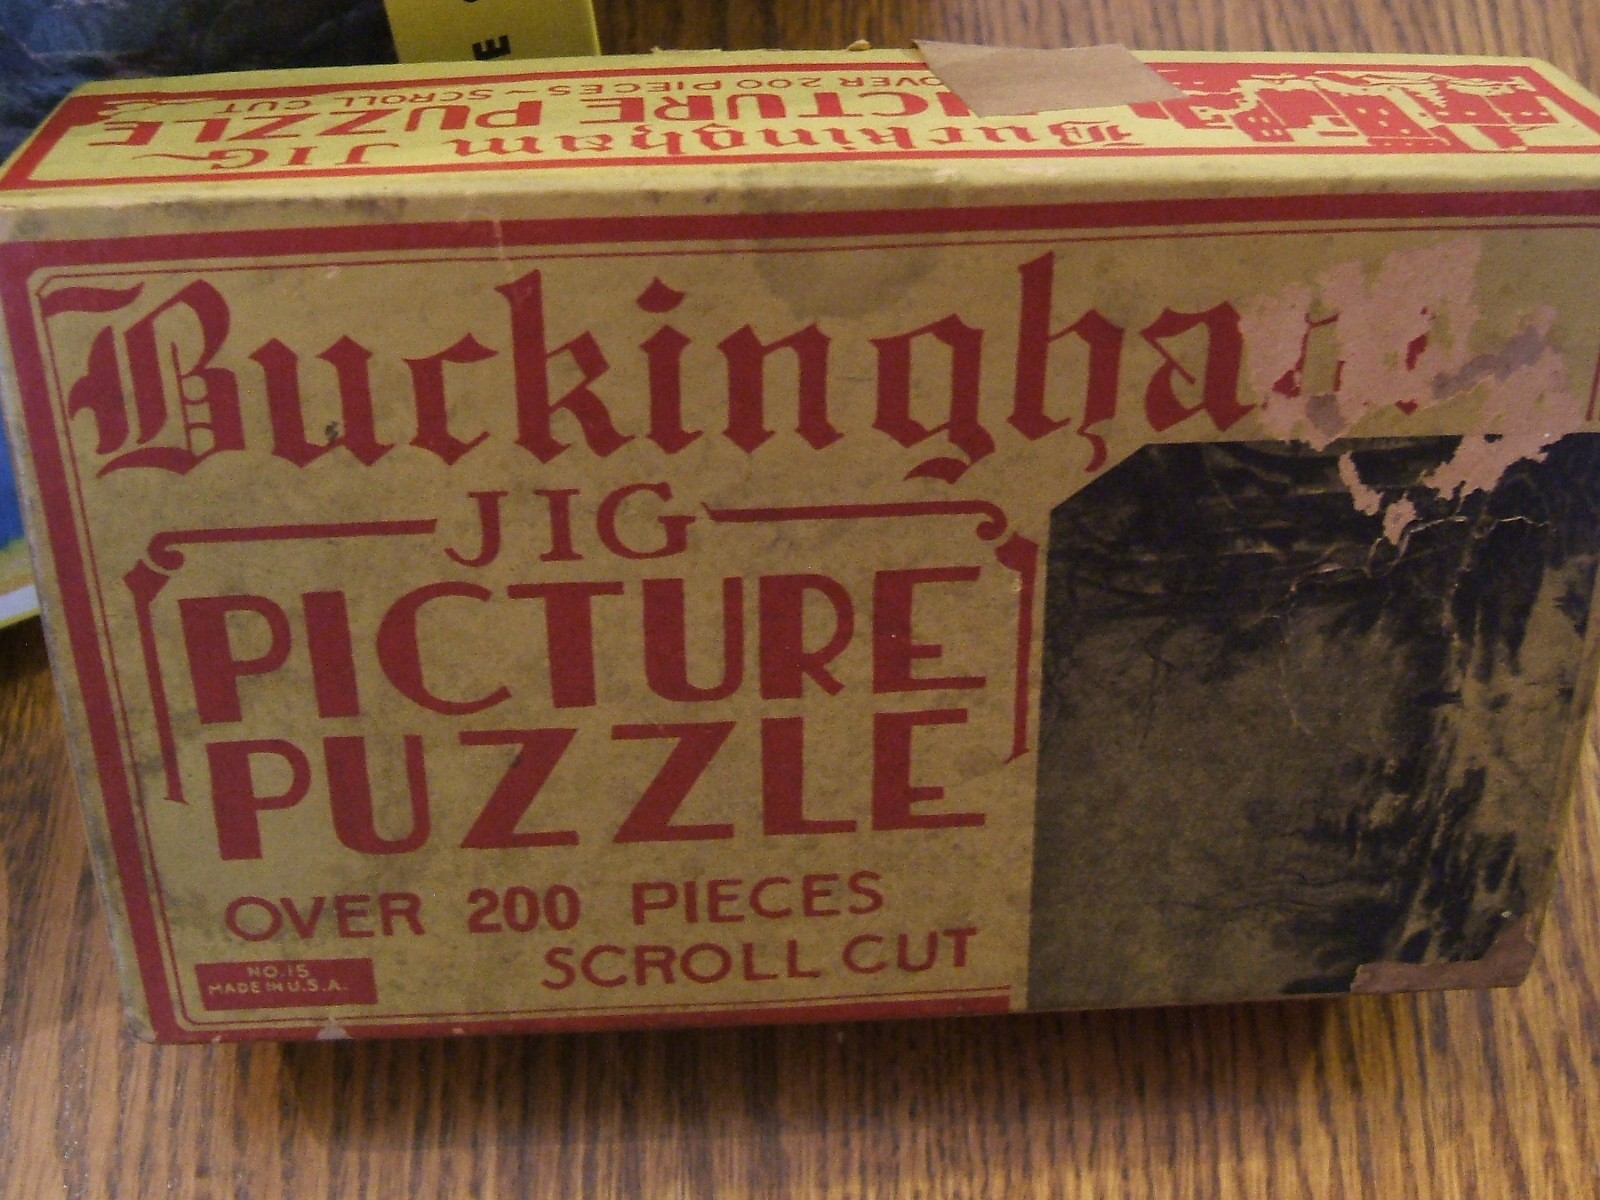 E
OVER 200 PIECES ~ SCROLL CUT
PICTURE PUZZLE
Buckingham JIG~
Buckingham
JIG
PICTURE
PUZZLE
OVER 200 PIECES
SCROLL CUT
NO. 15
MADE IN U.S.A.